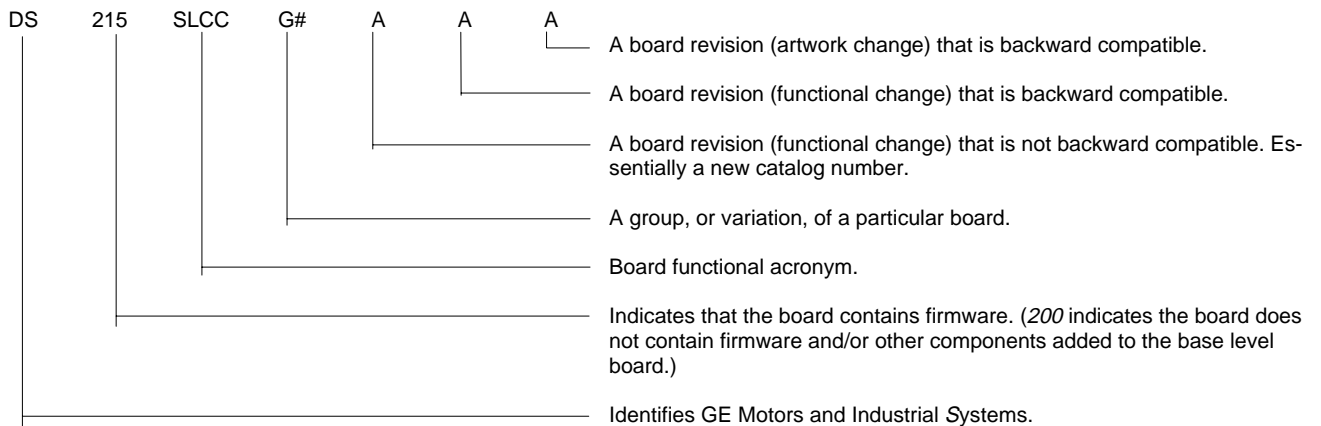 DS 215 SLCC G# A A A
A board revision (artwork change) that is backward compatible.
A board revision (functional change) that is backward compatible.
A board revision (functional change) that is not backward compatible. Es-
sentially a new catalog number.
A group, or variation, of a particular board.
Board functional acronym.
Indicates that the board contains firmware. (200 indicates the board does
not contain firmware and/or other components added to the base level
board.)
Identifies GE Motors and Industrial Systems.